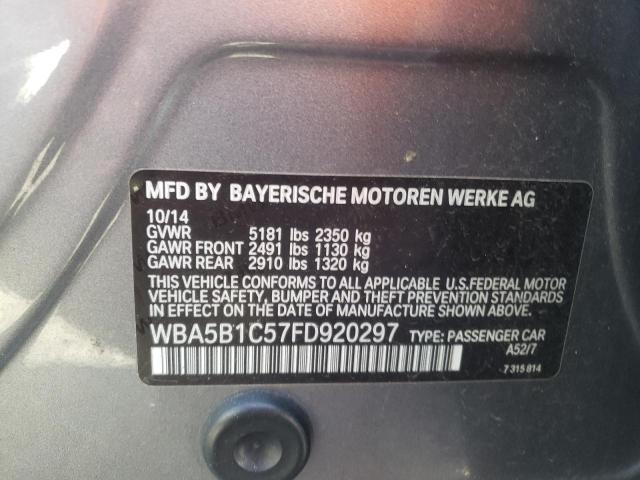 MFD BY BAYERISCHE MOTOREN WERKE AG
10/14
GVWR 5181 lbs 2350 kg
GAWR FRONT 2491 lbs 1130 kg
GAWR REAR 2910 lbs 1320 kg
THIS VEHICLE CONFORMS TO ALL APPLICABLE U.S.FEDERAL MOTOR
VEHICLE SAFETY, BUMPER, AND THEFT PREVENTION STANDARDS
IN EFFECT ON THE DATE OF MANUFACTURE SHOWN ABOVE.
WBA5B1C57FD920297 TYPE: PASSENGER CAR
A52/7
7 315 814